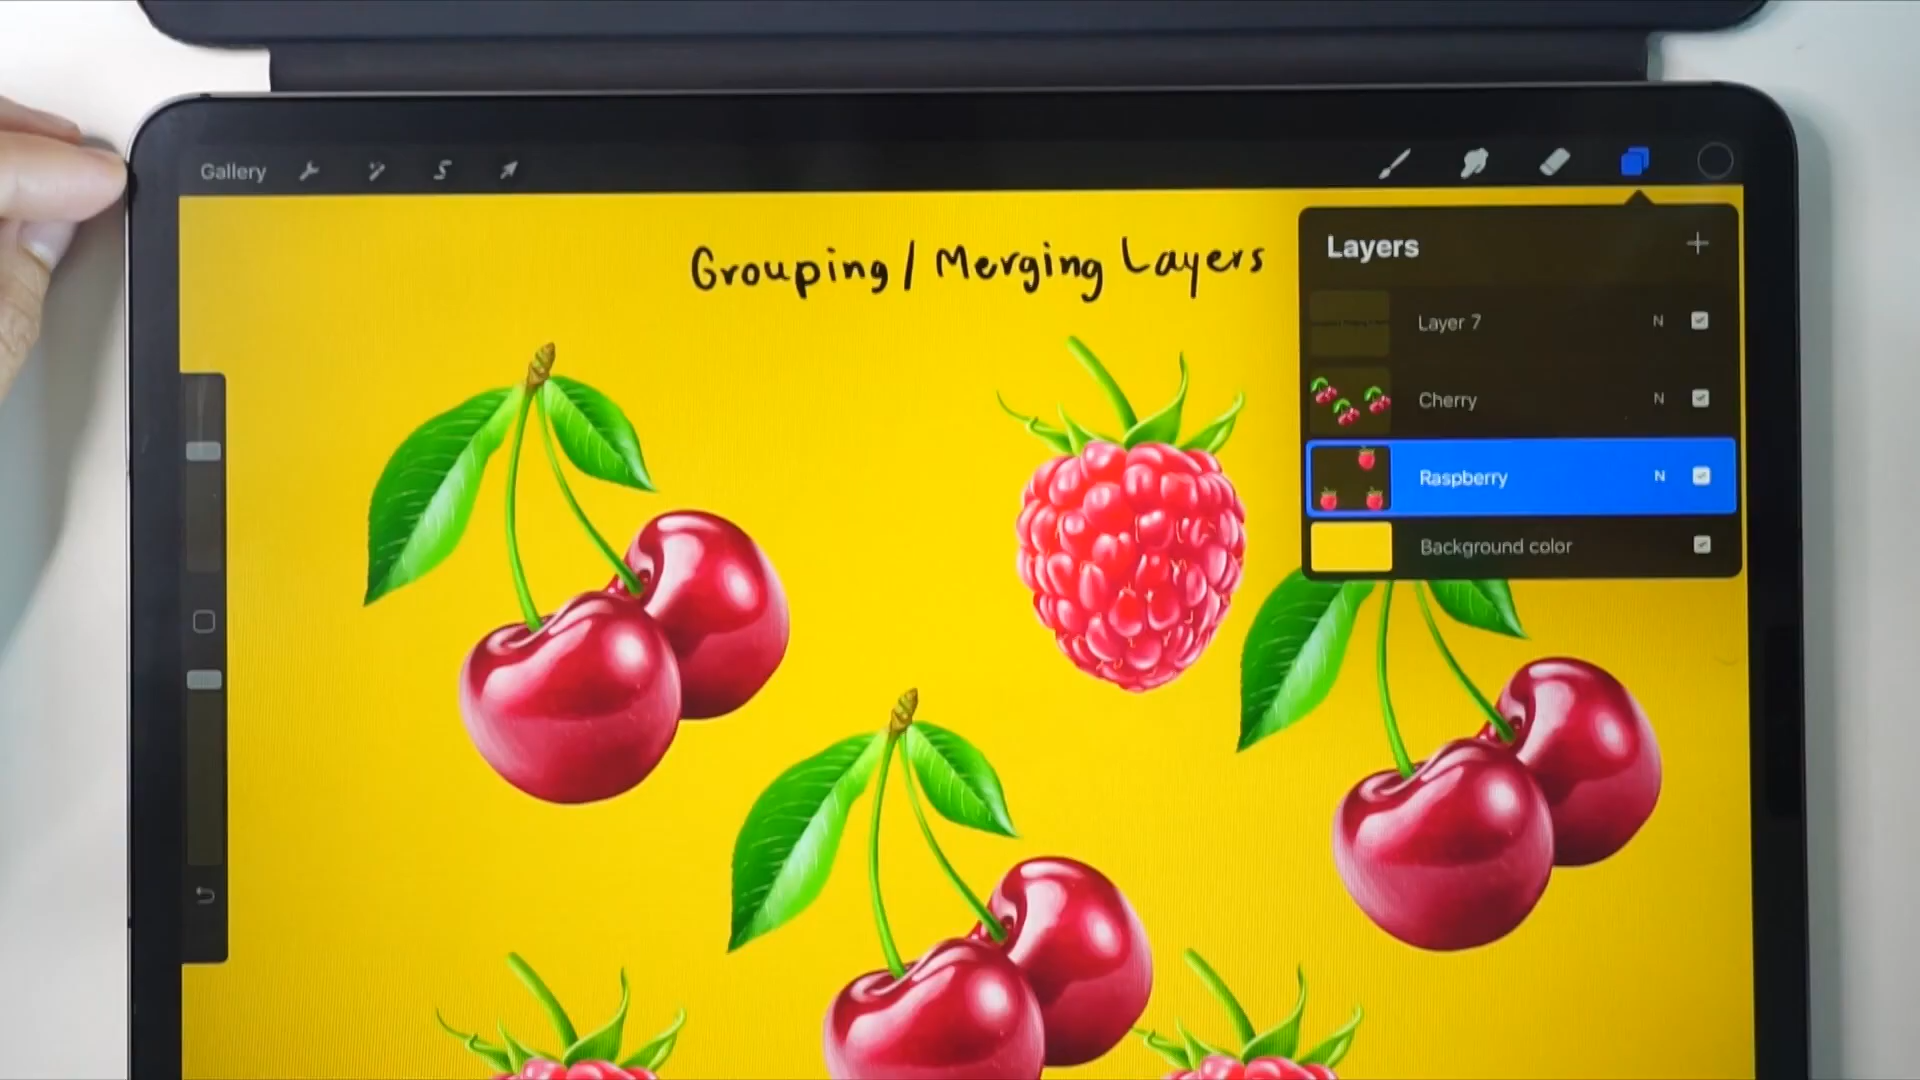 Gallery
Grouping / Merging Layers
Layers
Layer 7 N
Cherry N
Raspberry N
Background color